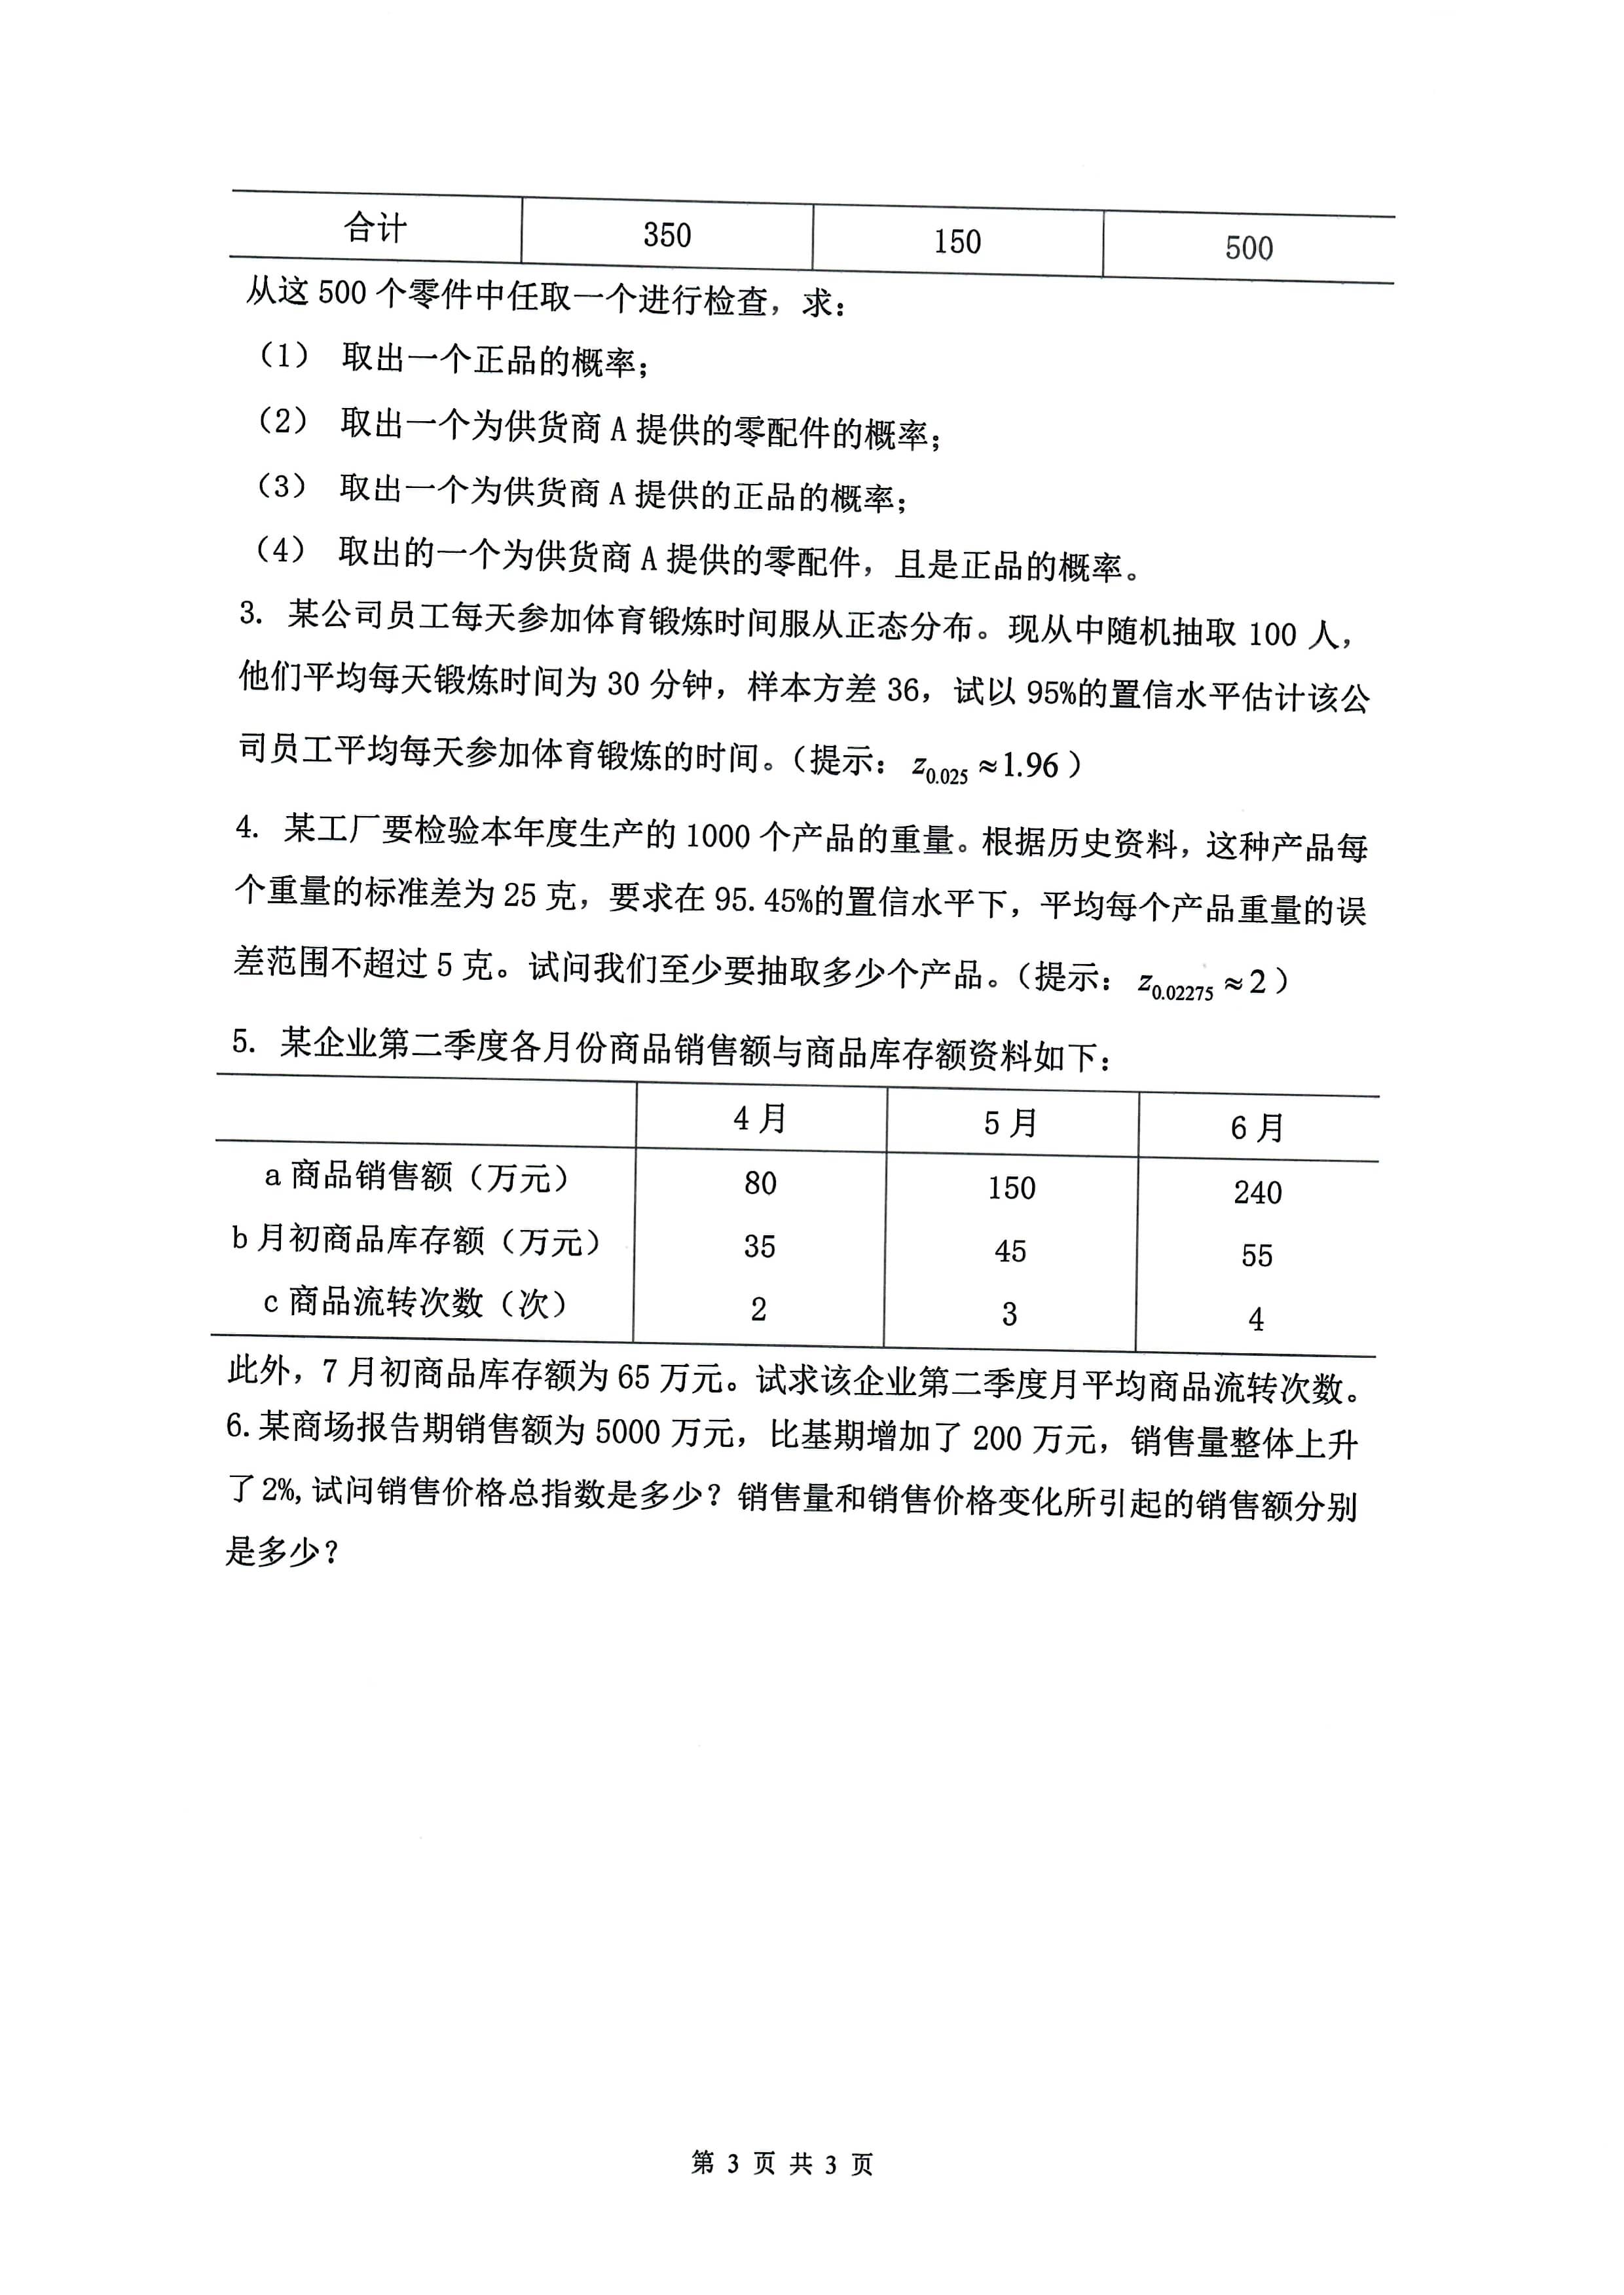 合计 350 150 500
从这 500 个零件中任取一个进行检查，求：
（1） 取出一个正品的概率；
（2） 取出一个为供货商 A 提供的零配件的概率；
（3） 取出一个为供货商 A 提供的正品的概率；
（4） 取出的一个为供货商 A 提供的零配件，且是正品的概率。
3. 某公司员工每天参加体育锻炼时间服从正态分布。现从中随机抽取 100 人，
他们平均每天锻炼时间为 30 分钟，样本方差 36，试以 95%的置信水平估计该公
司员工平均每天参加体育锻炼的时间。（提示： z0.025 ≈1.96）
4. 某工厂要检验本年度生产的 1000 个产品的重量。根据历史资料，这种产品每
个重量的标准差为 25 克，要求在 95.45%的置信水平下，平均每个产品重量的误
差范围不超过 5 克。试问我们至少要抽取多少个产品。（提示： z0.02275 ≈2）
5. 某企业第二季度各月份商品销售额与商品库存额资料如下：
4 月 5 月 6 月
a 商品销售额（万元） 80 150 240
b 月初商品库存额（万元） 35 45 55
c 商品流转次数（次） 2 3 4
此外，7 月初商品库存额为 65 万元。试求该企业第二季度月平均商品流转次数。
6.某商场报告期销售额为 5000 万元，比基期增加了 200 万元，销售量整体上升
了 2%,试问销售价格总指数是多少？销售量和销售价格变化所引起的销售额分别
是多少？
第 3 页 共 3 页